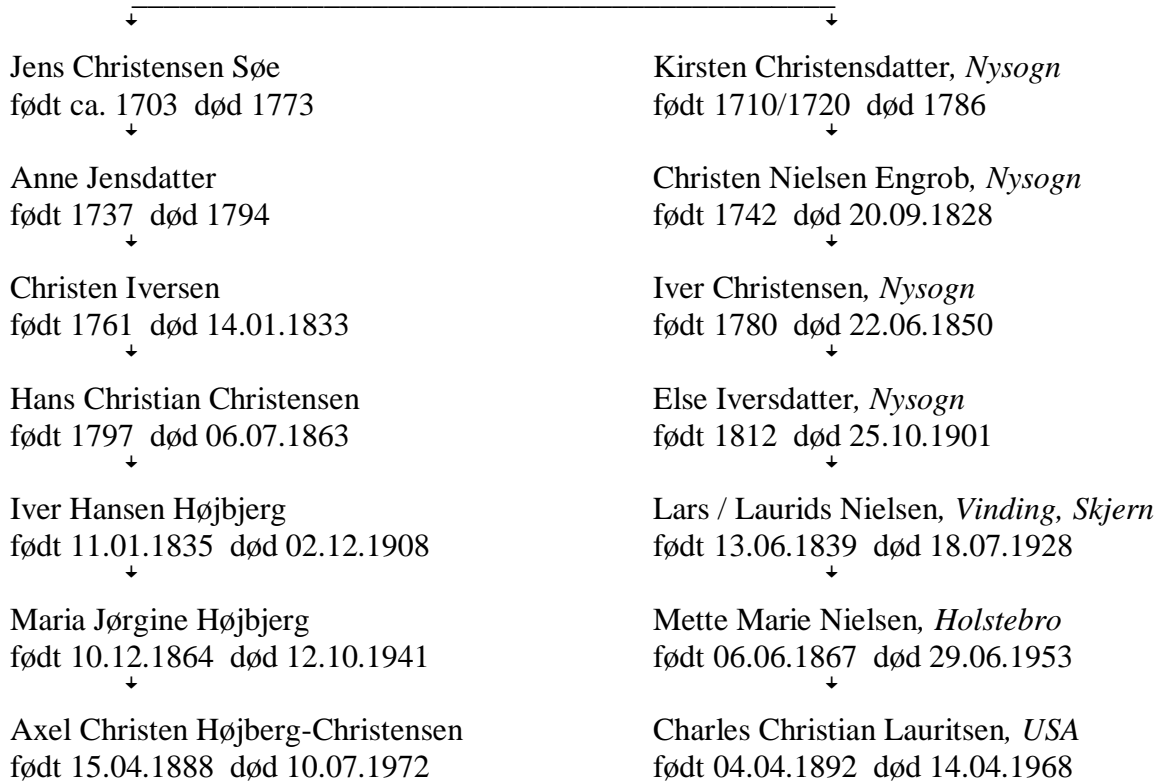 Jens Christensen Søe
født ca. 1703 død 1773
Kirsten Christensdatter, Nysogn
født 1710/1720 død 1786
Anne Jensdatter
født 1737 død 1794
Christen Nielsen Engrob, Nysogn
født 1742 død 20.09.1828
Christen Iversen
født 1761 død 14.01.1833
Iver Christensen, Nysogn
født 1780 død 22.06.1850
Hans Christian Christensen
født 1797 død 06.07.1863
Else Iversdatter, Nysogn
født 1812 død 25.10.1901
Iver Hansen Højbjerg
født 11.01.1835 død 02.12.1908
Lars / Laurids Nielsen, Vinding, Skjern
født 13.06.1839 død 18.07.1928
Maria Jørgine Højbjerg
født 10.12.1864 død 12.10.1941
Mette Marie Nielsen, Holstebro
født 06.06.1867 død 29.06.1953
Axel Christen Højberg-Christensen
født 15.04.1888 død 10.07.1972
Charles Christian Lauritsen, USA
født 04.04.1892 død 14.04.1968